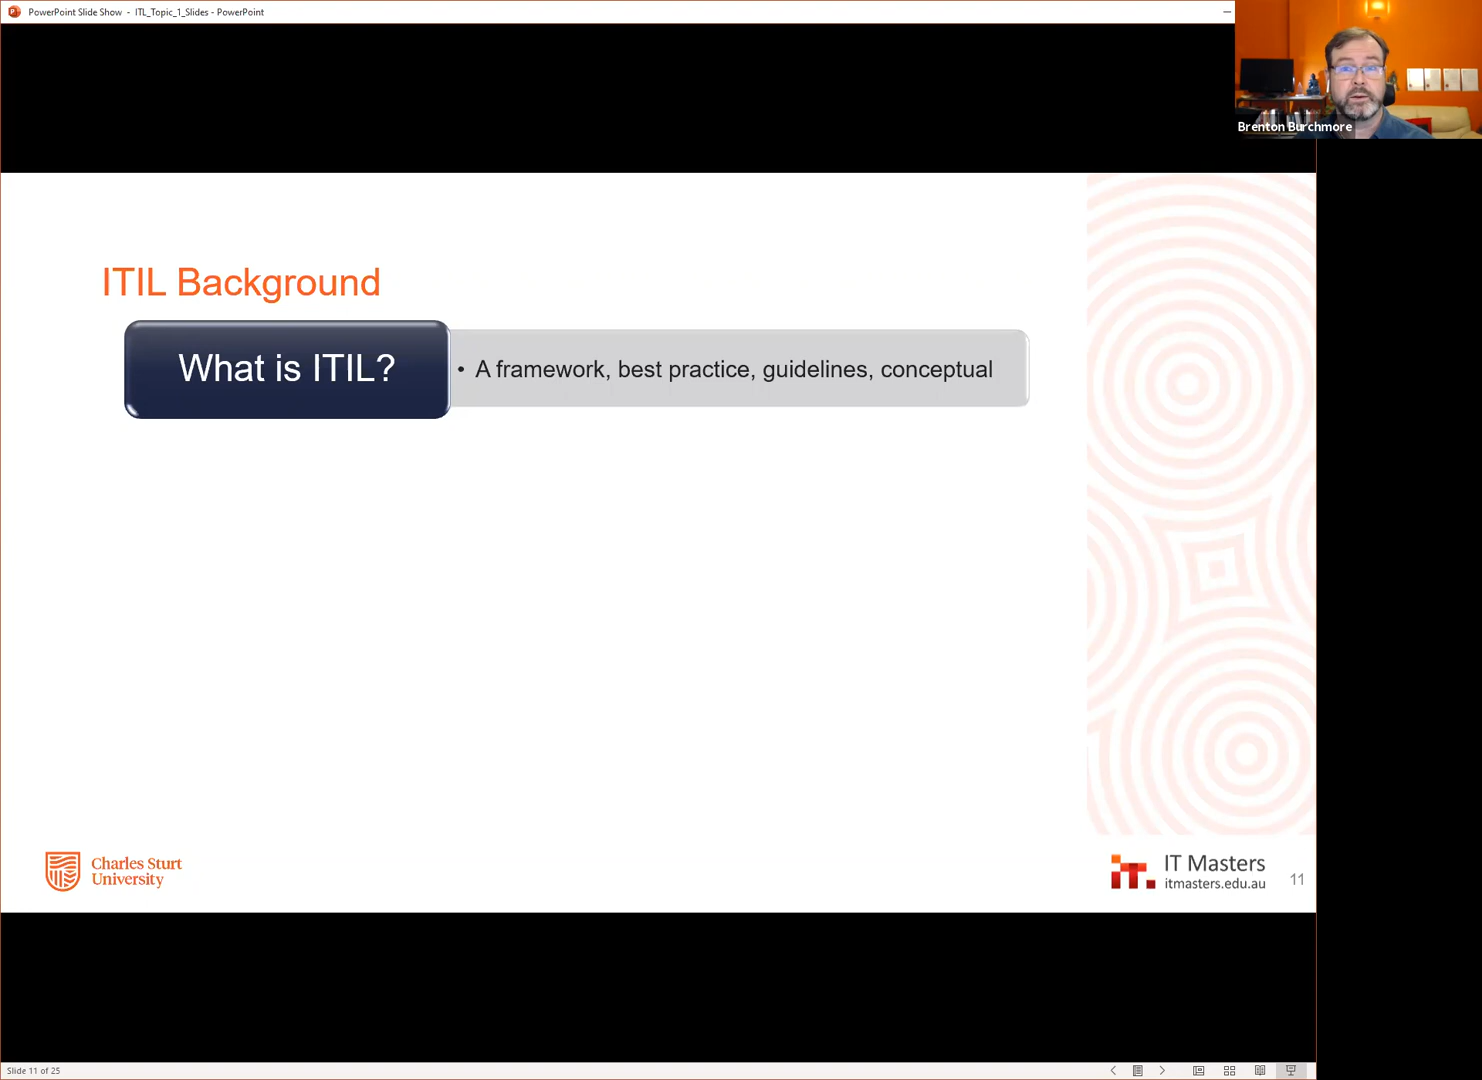 PowerPoint Slide Show - ITL_Topic_1_Slides - PowerPoint
Brenton Burchmore
ITIL Background
What is ITIL?
• A framework, best practice, guidelines, conceptual
Charles Sturt
University
it.
IT Masters
itmasters.edu.au
11
Slide 11 of 25